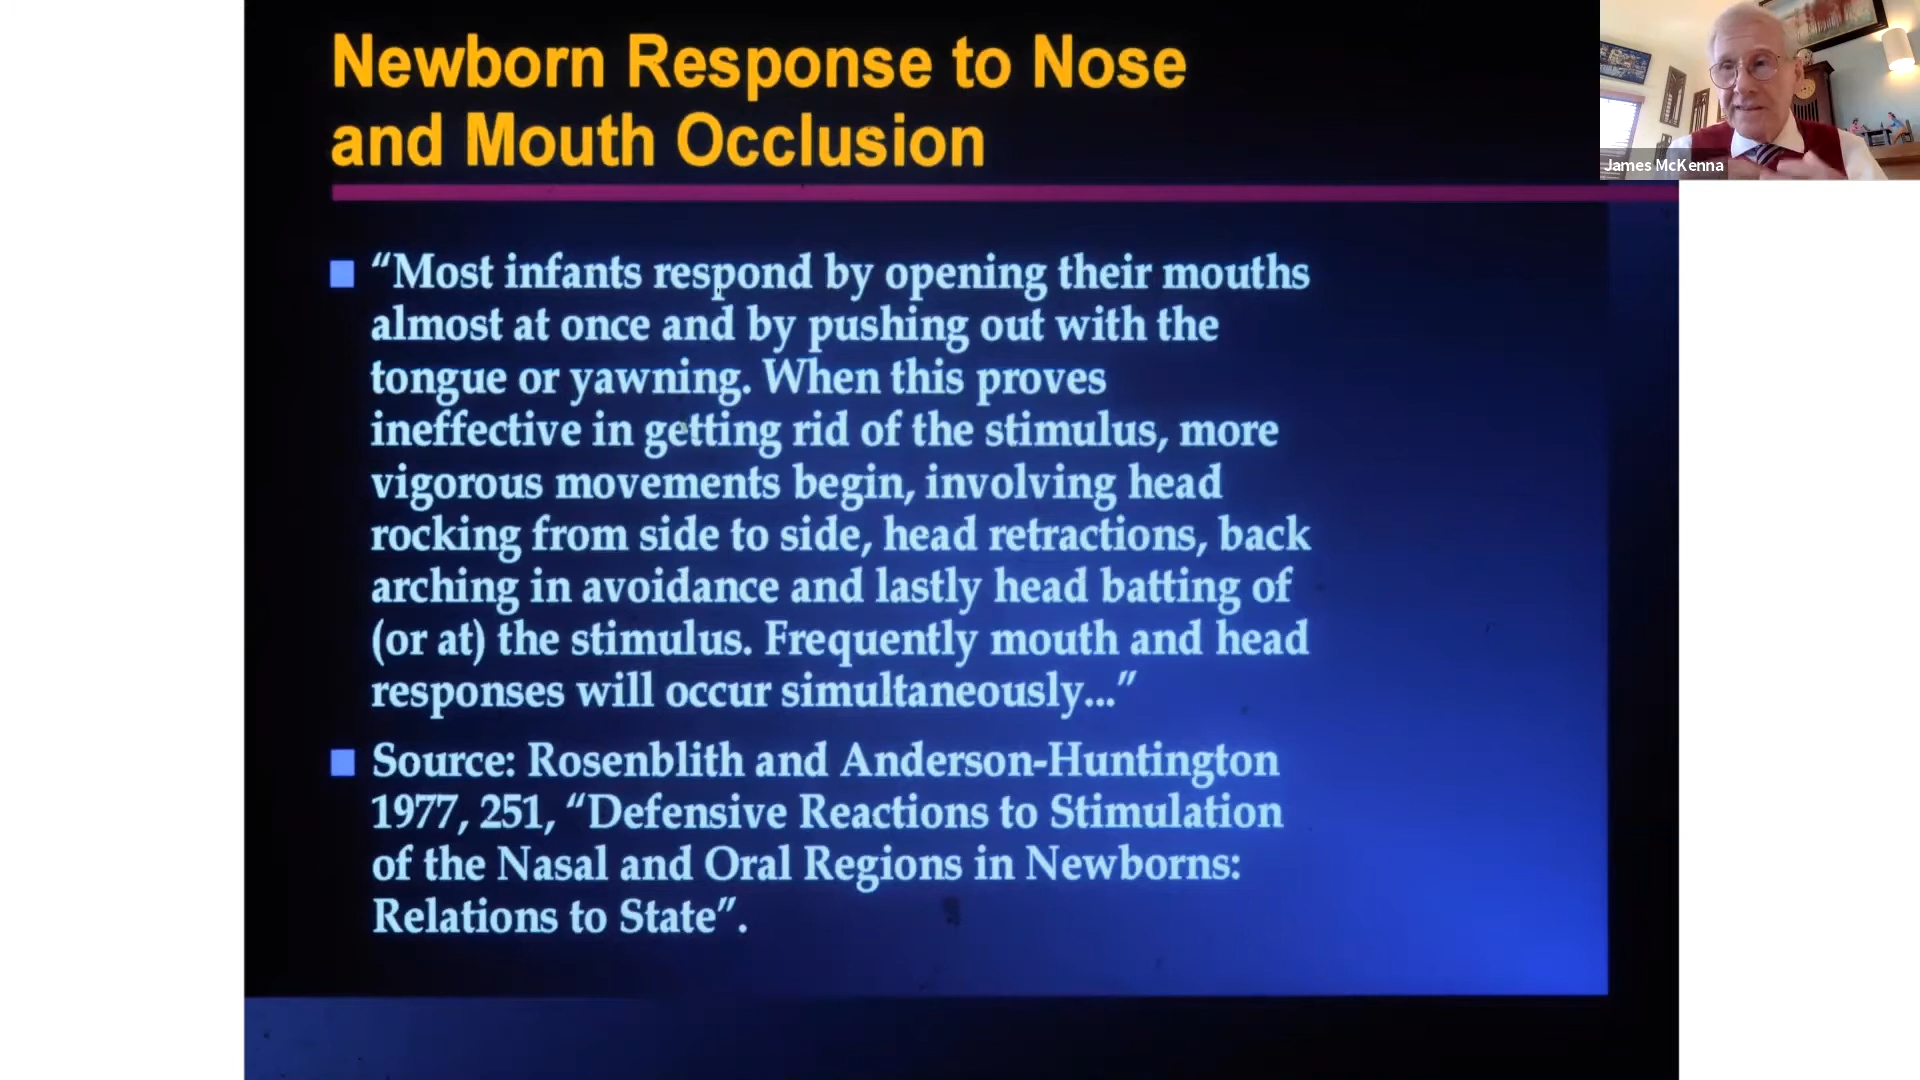 Newborn Response to Nose
and Mouth Occlusion
“Most infants respond by opening their mouths
almost at once and by pushing out with the
tongue or yawning. When this proves
ineffective in getting rid of the stimulus, more
vigorous movements begin, involving head
rocking from side to side, head retractions, back
arching in avoidance and lastly head batting of
(or at) the stimulus. Frequently mouth and head
responses will occur simultaneously...”
Source: Rosenblith and Anderson-Huntington
1977, 251, “Defensive Reactions to Stimulation
of the Nasal and Oral Regions in Newborns:
Relations to State”.
James McKenna